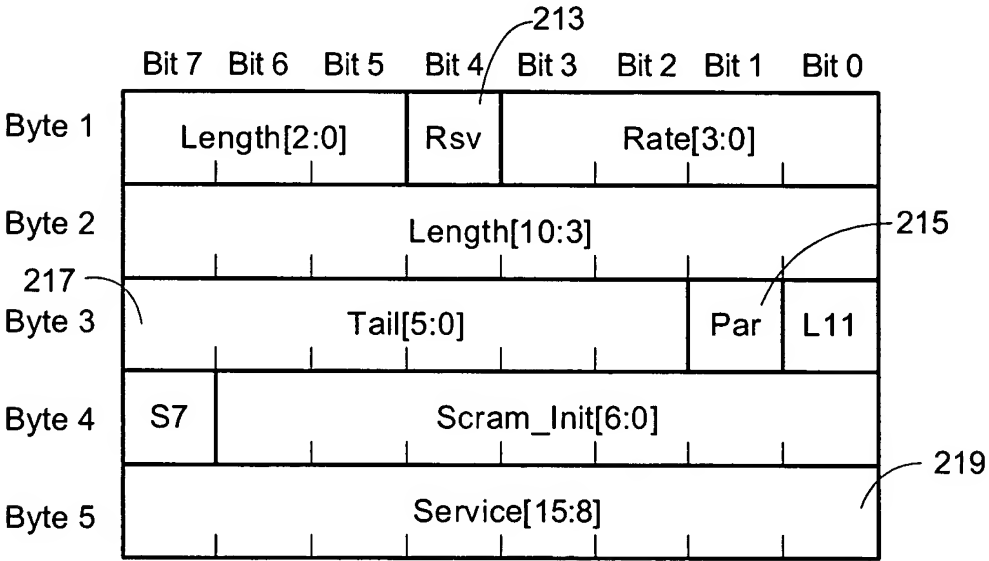 213
Bit 7 Bit 6 Bit 5 Bit 4 Bit 3 Bit 2 Bit 1 Bit 0
Byte 1 Length[2:0] Rsv Rate[3:0]
Byte 2 Length[10:3] 215
217
Byte 3 Tail[5:0] Par L11
Byte 4 S7 Scram_Init[6:0]
219
Byte 5 Service[15:8]